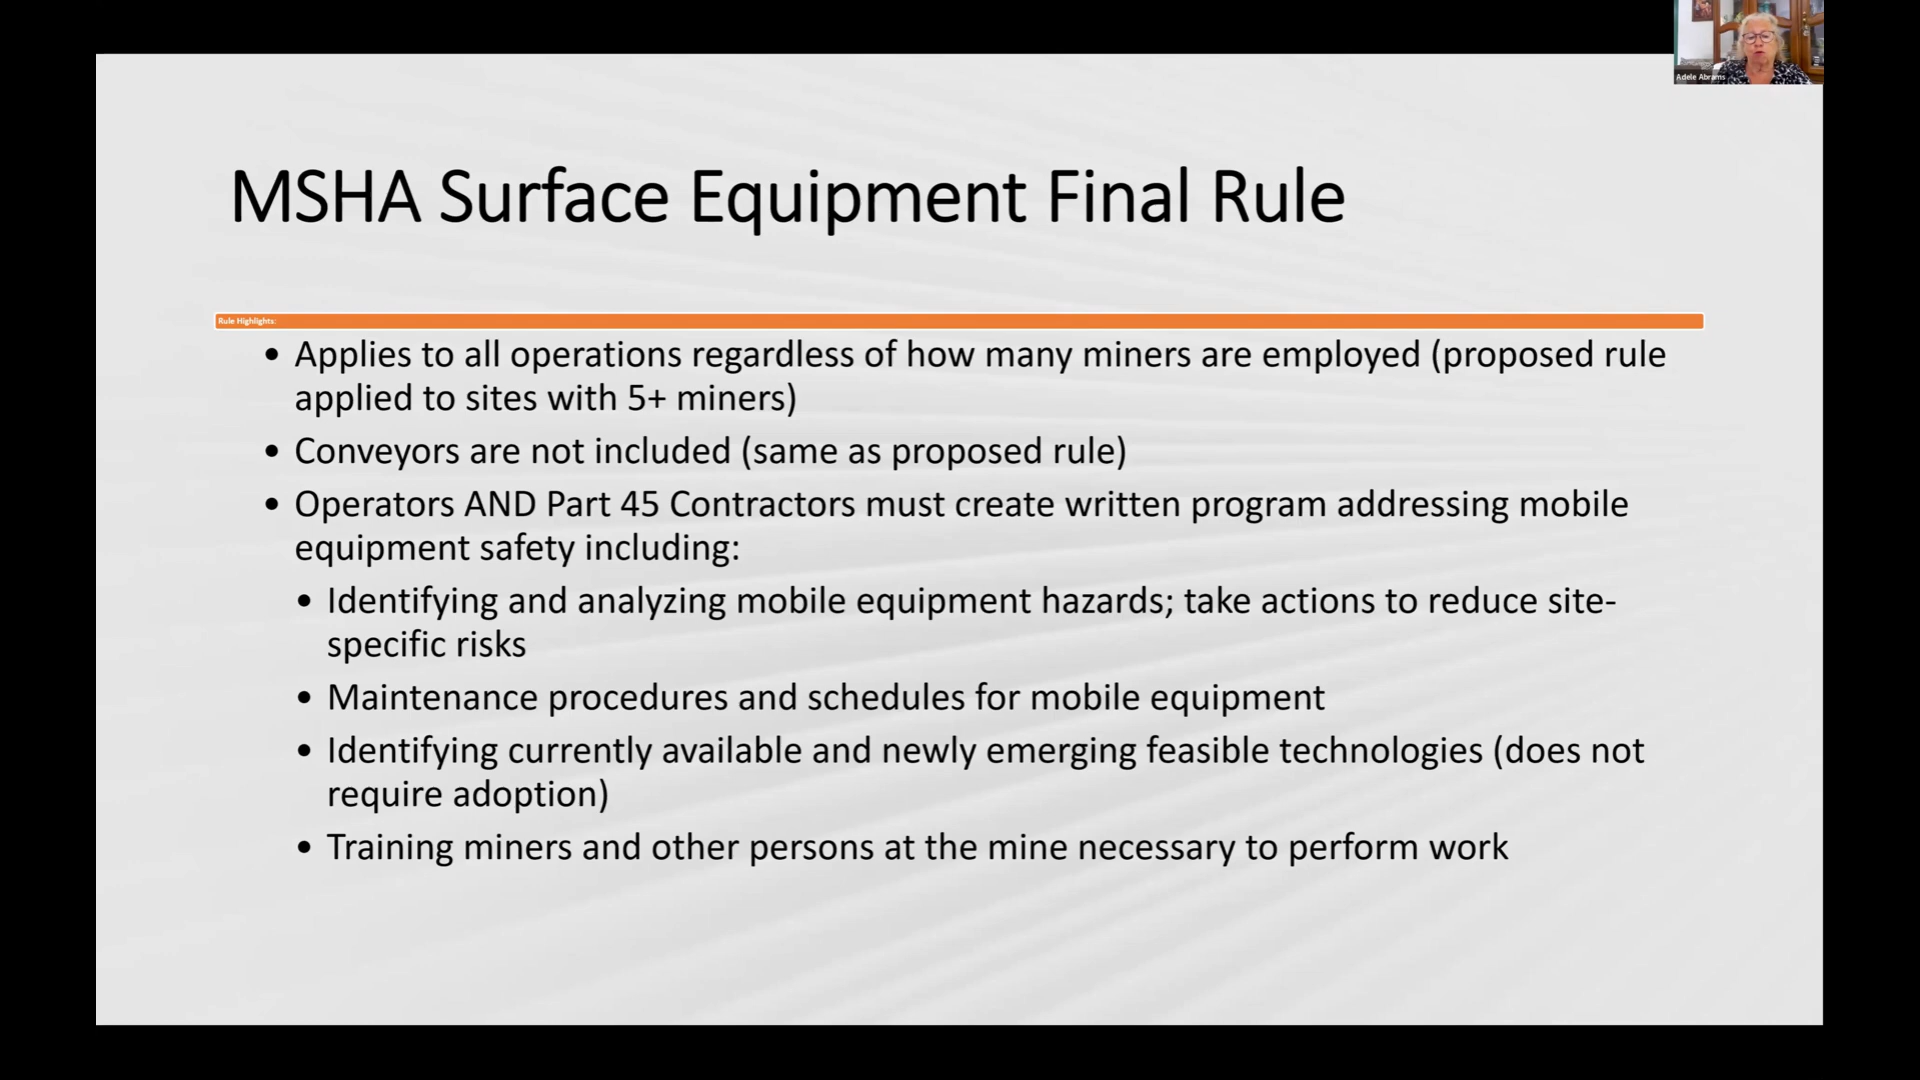 Adele Abrams
MSHA Surface Equipment Final Rule
Rule Highlights:
• Applies to all operations regardless of how many miners are employed (proposed rule
applied to sites with 5+ miners)
• Conveyors are not included (same as proposed rule)
• Operators AND Part 45 Contractors must create written program addressing mobile
equipment safety including:
• Identifying and analyzing mobile equipment hazards; take actions to reduce site-
specific risks
• Maintenance procedures and schedules for mobile equipment
• Identifying currently available and newly emerging feasible technologies (does not
require adoption)
• Training miners and other persons at the mine necessary to perform work